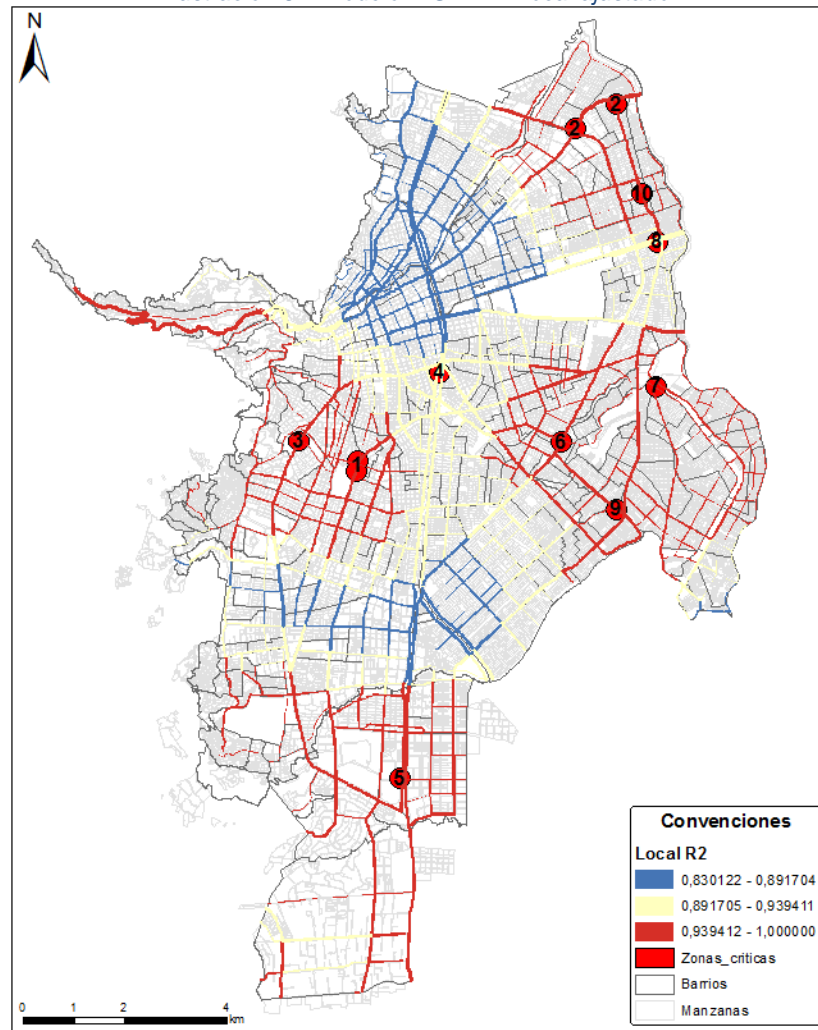 N
2
2
10
8
4
7
3
6
1
9
5
Convenciones
Local R2
0,830122 - 0,891704
0,891705 - 0,939411
0,939412 - 1,000000
Zonas_criticas
Barrios
Manzanas
0 1 2 4
km